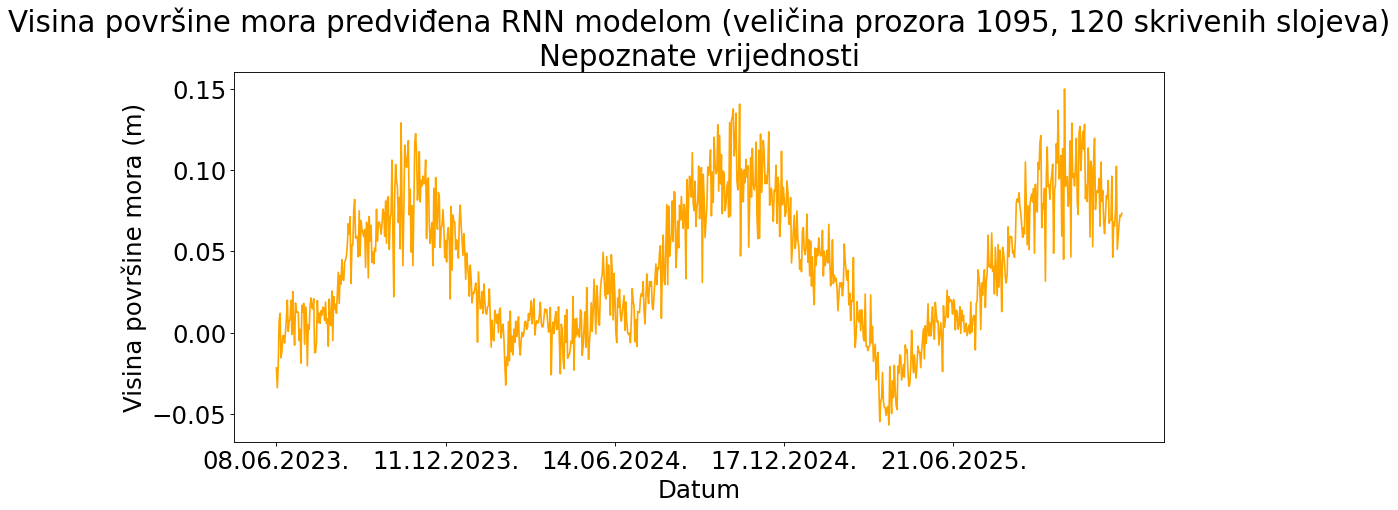 Visina površine mora predviđena RNN modelom (veličina prozora 1095, 120 skrivenih slojeva)
Nepoznate vrijednosti
Visina površine mora (m)
0.15
0.10
0.05
0.00
−0.05
08.06.2023. 11.12.2023. 14.06.2024. 17.12.2024. 21.06.2025.
Datum